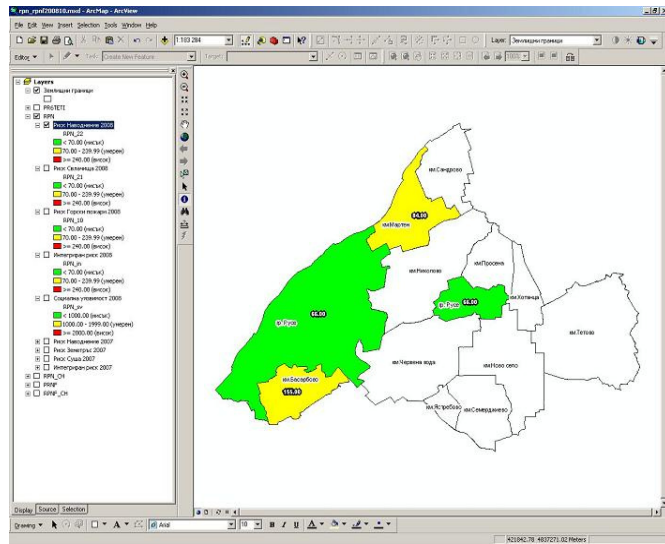 rpn_rpnf200810.mxd - ArcMap - ArcView
File Edit View Insert Selection Tools Window Help
1:103 284
Layer: Землищни граници
Editor Task: Create New Feature Target:
Layers
Землищни граници
PR6TETI
RPN
Риск Наводнение 2008
RPN_22
< 70.00 (нисък)
70.00 - 239.99 (умерен)
>= 240.00 (висок)
Риск Свлачища 2008
RPN_21
< 70.00 (нисък)
70.00 - 239.99 (умерен)
>= 240.00 (висок)
Риск Горски пожари 2008
RPN_10
< 70.00 (нисък)
70.00 - 239.99 (умерен)
>= 240.00 (висок)
Интегриран риск 2008
RPN_in
< 70.00 (нисък)
70.00 - 239.99 (умерен)
>= 240.00 (висок)
Социална уязвимост 2008
RPN_sv
< 1000.00 (нисък)
1000.00 - 1999.00 (умерен)
>= 2000.00 (висок)
Риск Наводнение 2007
Риск Земетръс 2007
Риск Суша 2007
Интегриран риск 2007
RPN_CH
PRNF
RPNF_CH
км.Сандрово
км.Мартен
84.00
км.Николово
км.Просена
гр. Русе
66.00
км.Хотанца
гр. Русе
66.00
км.Тетово
км.Червена вода
км.Ново село
км.Басарбово
155.00
км.Ястребово
км.Семерджиево
Display Source Selection
Drawing Arial 10 B I U A
421842.78 4837271.02 Meters